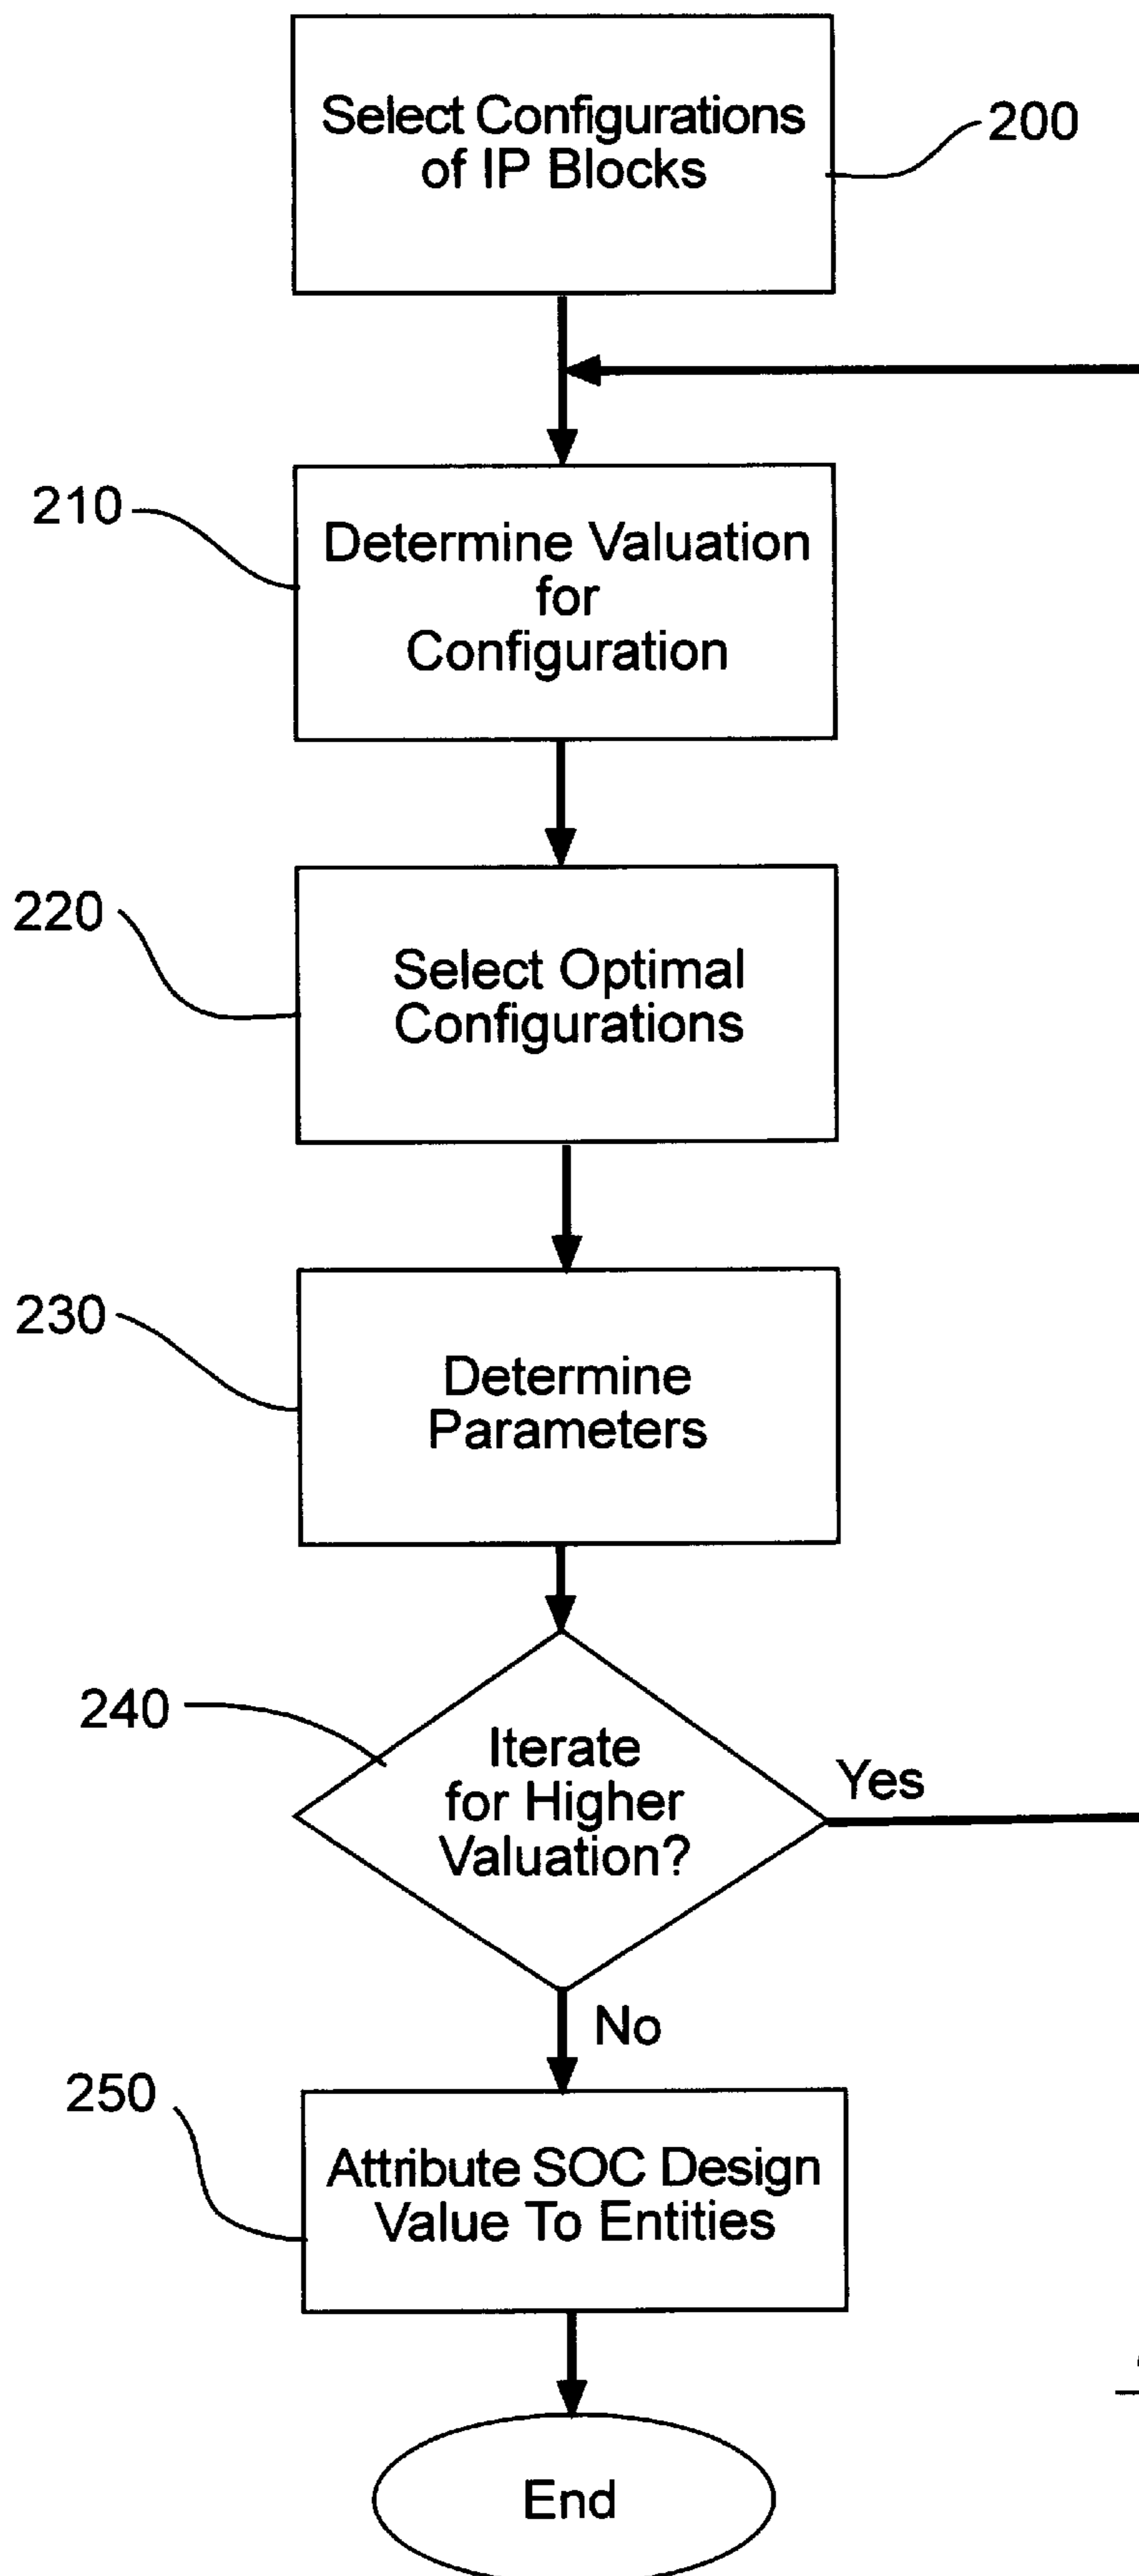 Select Configurations
of IP Blocks
200
210
Determine Valuation
for
Configuration
220
Select Optimal
Configurations
230
Determine
Parameters
240
Iterate
for Higher
Valuation?
Yes
No
250
Attribute SOC Design
Value To Entities
End